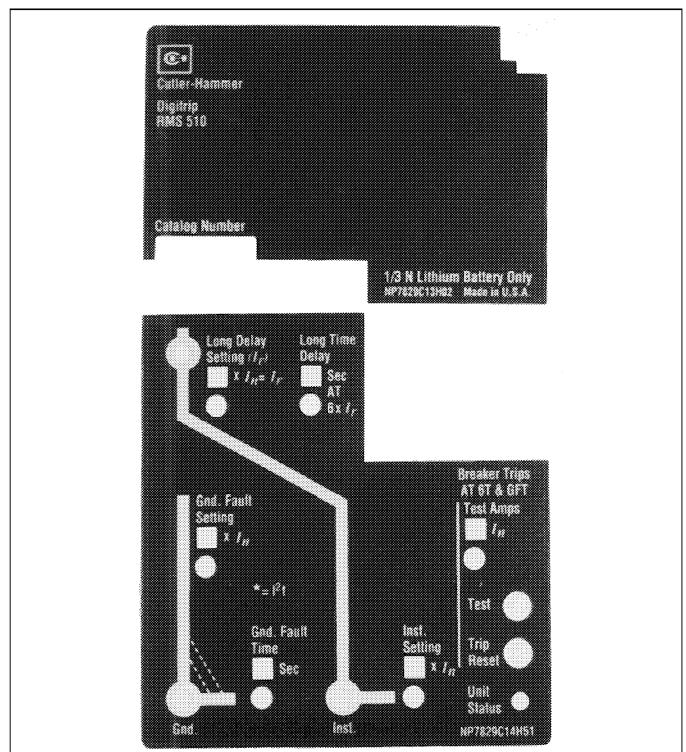 Cutler-Hammer
Digitrip
RMS 510
Catalog Number
1/3 N Lithium Battery Only
NP7829C13H02 Made in U.S.A.
Long Delay
Setting (Ir)
x In = Ir
Long Time
Delay
Sec
AT
6x Ir
Gnd. Fault
Setting
x In
*= I²t
Gnd. Fault
Time
Sec
Inst.
Setting
x In
Breaker Trips
AT 6T & GFT
Test Amps
In
Test
Trip
Reset
Unit
Status
Gnd.
Inst.
NP7829C14H51